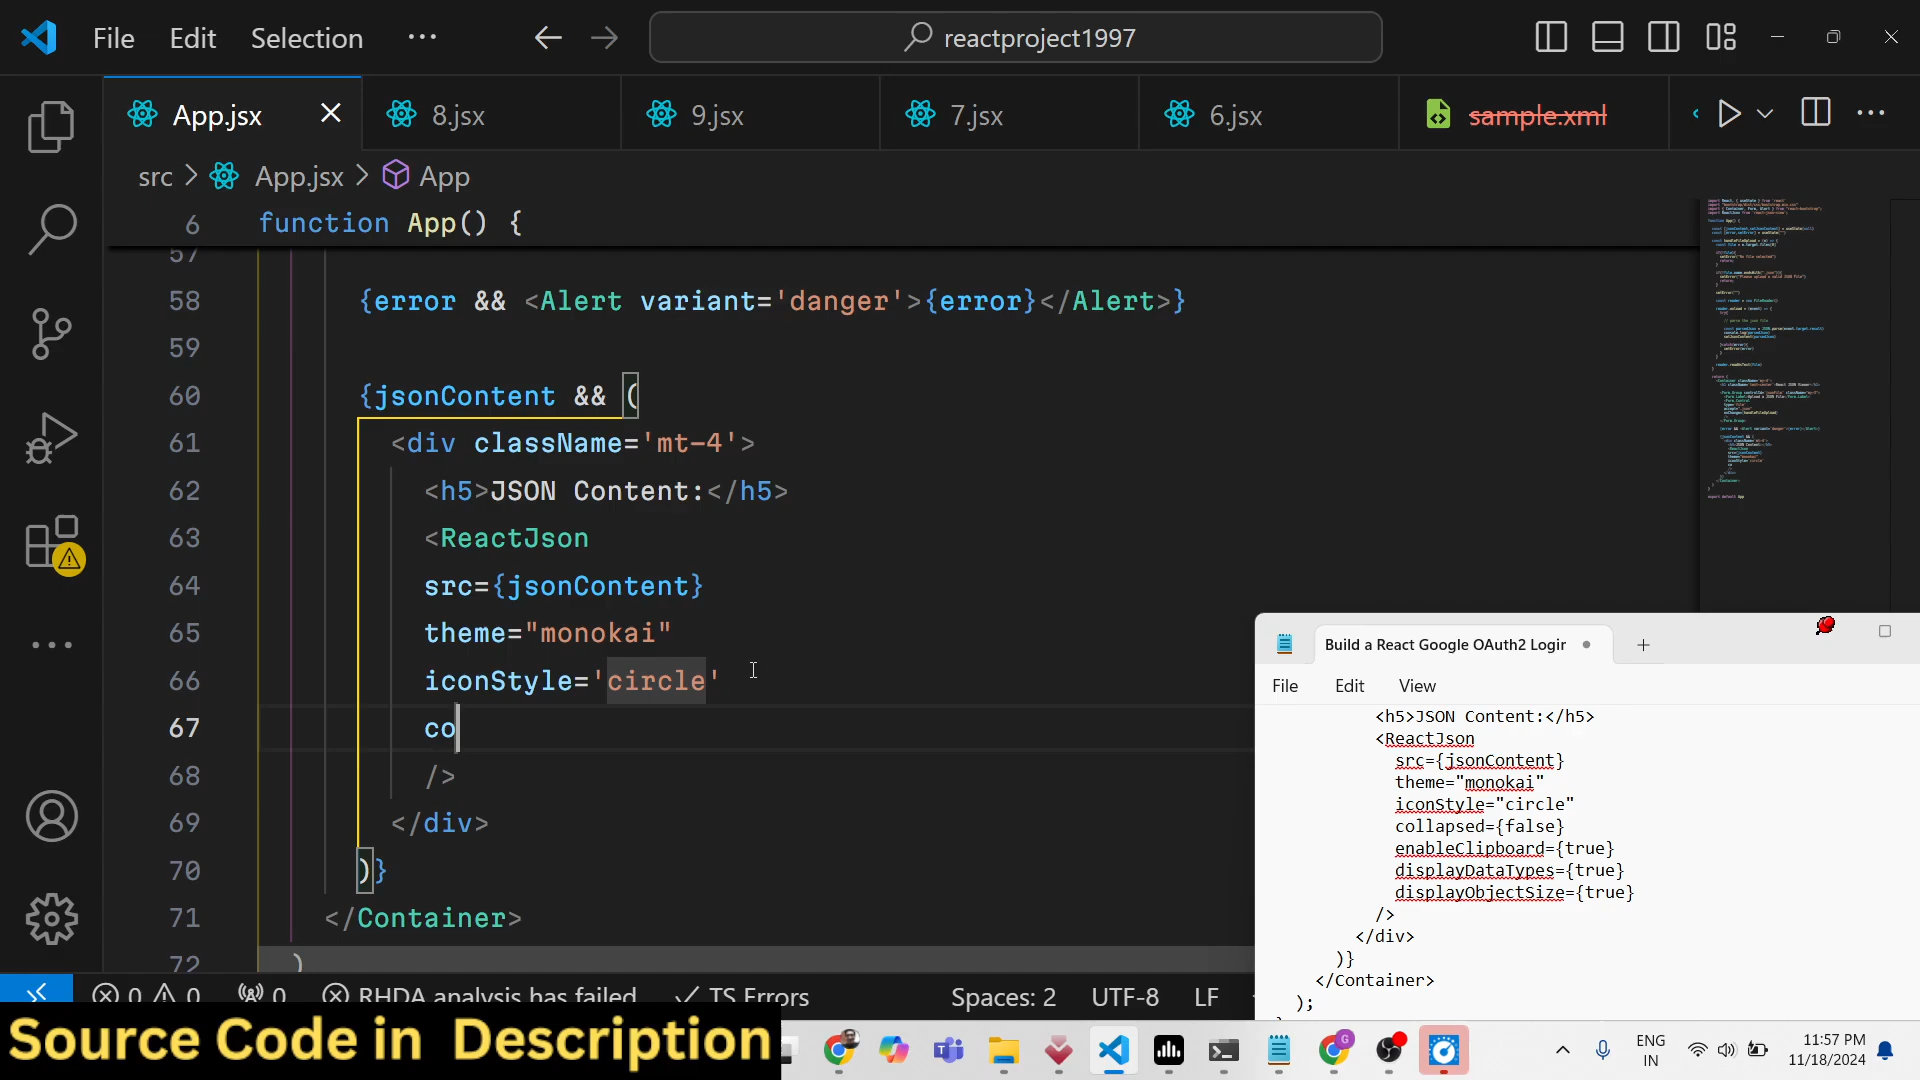 File Edit Selection ··· reactproject1997
App.jsx 8.jsx 9.jsx 7.jsx 6.jsx sample.xml
src > App.jsx > App
6 function App() {
57
58 {error && <Alert variant='danger'>{error}</Alert>}
59
60 {jsonContent && (
61 <div className='mt-4'>
62 <h5>JSON Content:</h5>
63 <ReactJson
64 src={jsonContent}
65 theme="monokai"
66 iconStyle='circle'
67 co
68 />
69 </div>
70 )}
71 </Container>
72 )
Build a React Google OAuth2 Login
File Edit View
<h5>JSON Content:</h5>
<ReactJson
src={jsonContent}
theme="monokai"
iconStyle="circle"
collapsed={false}
enableClipboard={true}
displayDataTypes={true}
displayObjectSize={true}
/>
</div>
)}
</Container>
);
0 0 0 RHDA analysis has failed TS Errors Spaces: 2 UTF-8 LF
Source Code in Description
ENG
IN
11:57 PM
11/18/2024